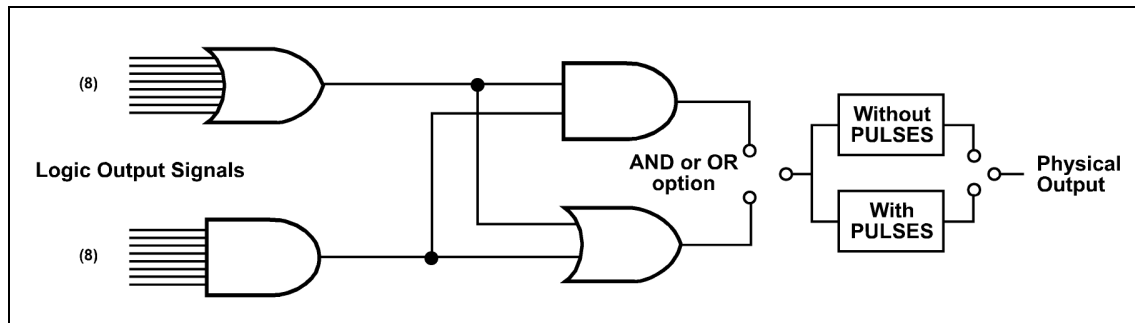 (8)
Logic Output Signals
(8)
AND or OR
option
Without
PULSES
With
PULSES
Physical
Output